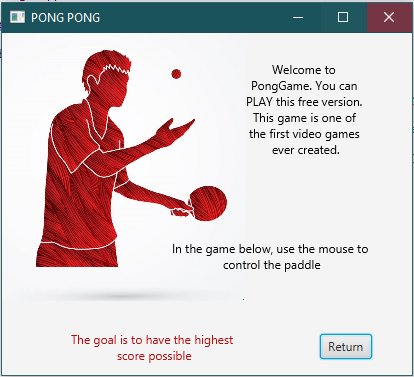 PONG PONG
Welcome to
PongGame. You can
PLAY this free version.
This game is one of
the first video games
ever created.
In the game below, use the mouse to
control the paddle
The goal is to have the highest
score possible
Return